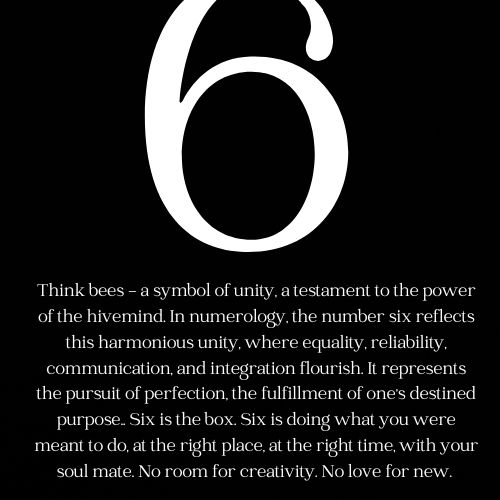 6
Think bees – a symbol of unity, a testament to the power
of the hivemind. In numerology, the number six reflects
this harmonious unity, where equality, reliability,
communication, and integration flourish. It represents
the pursuit of perfection, the fulfillment of one's destined
purpose.. Six is the box. Six is doing what you were
meant to do, at the right place, at the right time, with your
soul mate. No room for creativity. No love for new.